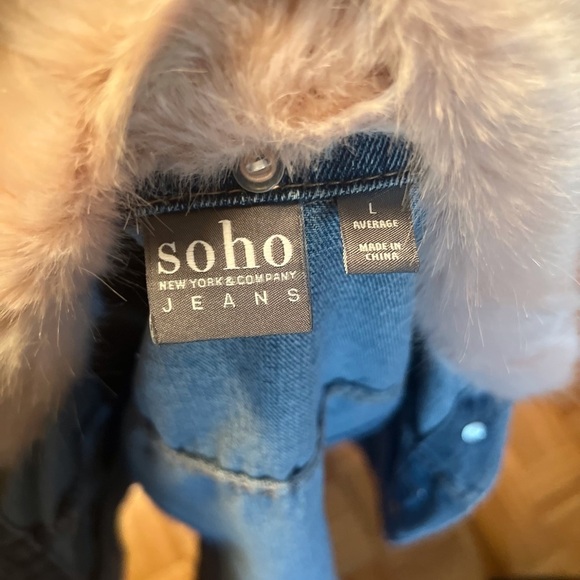 soho
NEW YORK & COMPANY
JEANS
L
AVERAGE
MADE IN
CHINA